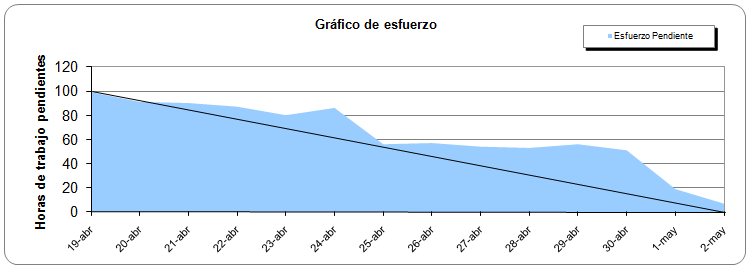 Gráfico de esfuerzo
Esfuerzo Pendiente
Horas de trabajo pendientes
120
100
80
60
40
20
0
19-abr
20-abr
21-abr
22-abr
23-abr
24-abr
25-abr
26-abr
27-abr
28-abr
29-abr
30-abr
1-may
2-may